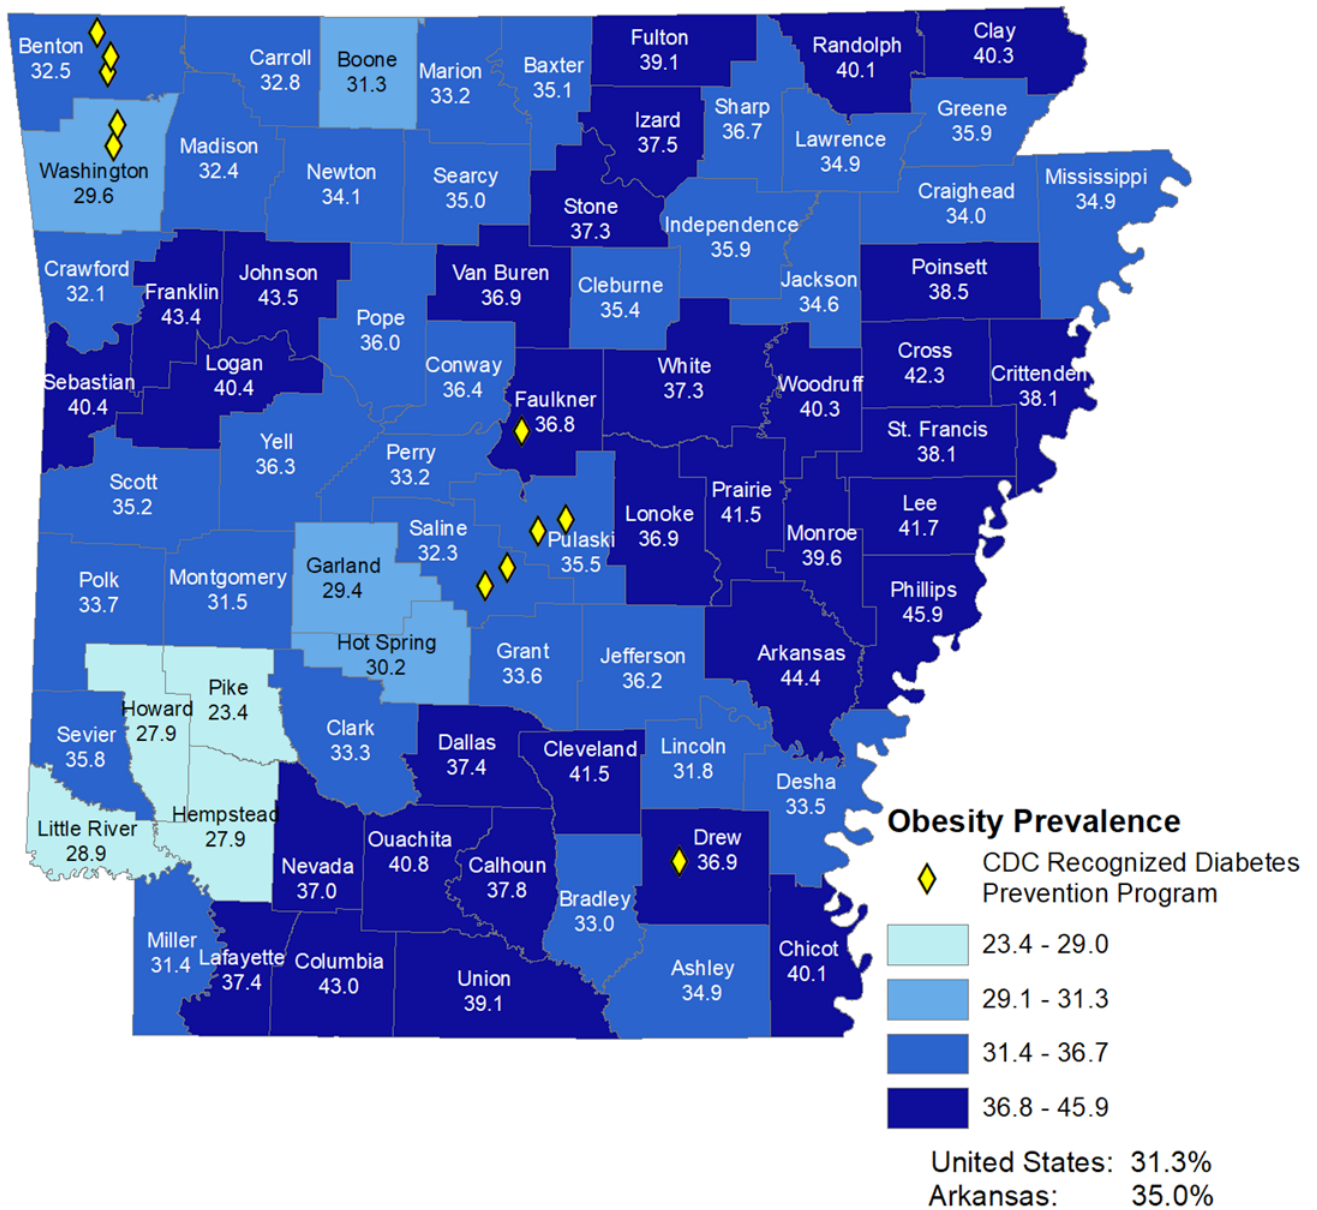 Benton
32.5
Carroll
32.8
Boone
31.3
Marion
33.2
Baxter
35.1
Fulton
39.1
Randolph
40.1
Clay
40.3
Izard
37.5
Sharp
36.7
Lawrence
34.9
Greene
35.9
Washington
29.6
Madison
32.4
Newton
34.1
Searcy
35.0
Stone
37.3
Independence
35.9
Craighead
34.0
Mississippi
34.9
Crawford
32.1
Franklin
43.4
Johnson
43.5
Pope
36.0
Van Buren
36.9
Cleburne
35.4
Jackson
34.6
Poinsett
38.5
Sebastian
40.4
Logan
40.4
Conway
36.4
Faulkner
36.8
White
37.3
Woodruff
40.3
Cross
42.3
Crittenden
38.1
St. Francis
38.1
Scott
35.2
Yell
36.3
Perry
33.2
Saline
32.3
Pulaski
35.5
Lonoke
36.9
Prairie
41.5
Monroe
39.6
Lee
41.7
Phillips
45.9
Polk
33.7
Montgomery
31.5
Garland
29.4
Hot Spring
30.2
Grant
33.6
Jefferson
36.2
Arkansas
44.4
Howard
27.9
Pike
23.4
Sevier
35.8
Clark
33.3
Dallas
37.4
Cleveland
41.5
Lincoln
31.8
Desha
33.5
Little River
28.9
Hempstead
27.9
Nevada
37.0
Ouachita
40.8
Calhoun
37.8
Bradley
33.0
Drew
36.9
Miller
31.4
Lafayette
37.4
Columbia
43.0
Union
39.1
Ashley
34.9
Chicot
40.1
Obesity Prevalence
CDC Recognized Diabetes
Prevention Program
23.4 - 29.0
29.1 - 31.3
31.4 - 36.7
36.8 - 45.9
United States: 31.3%
Arkansas: 35.0%